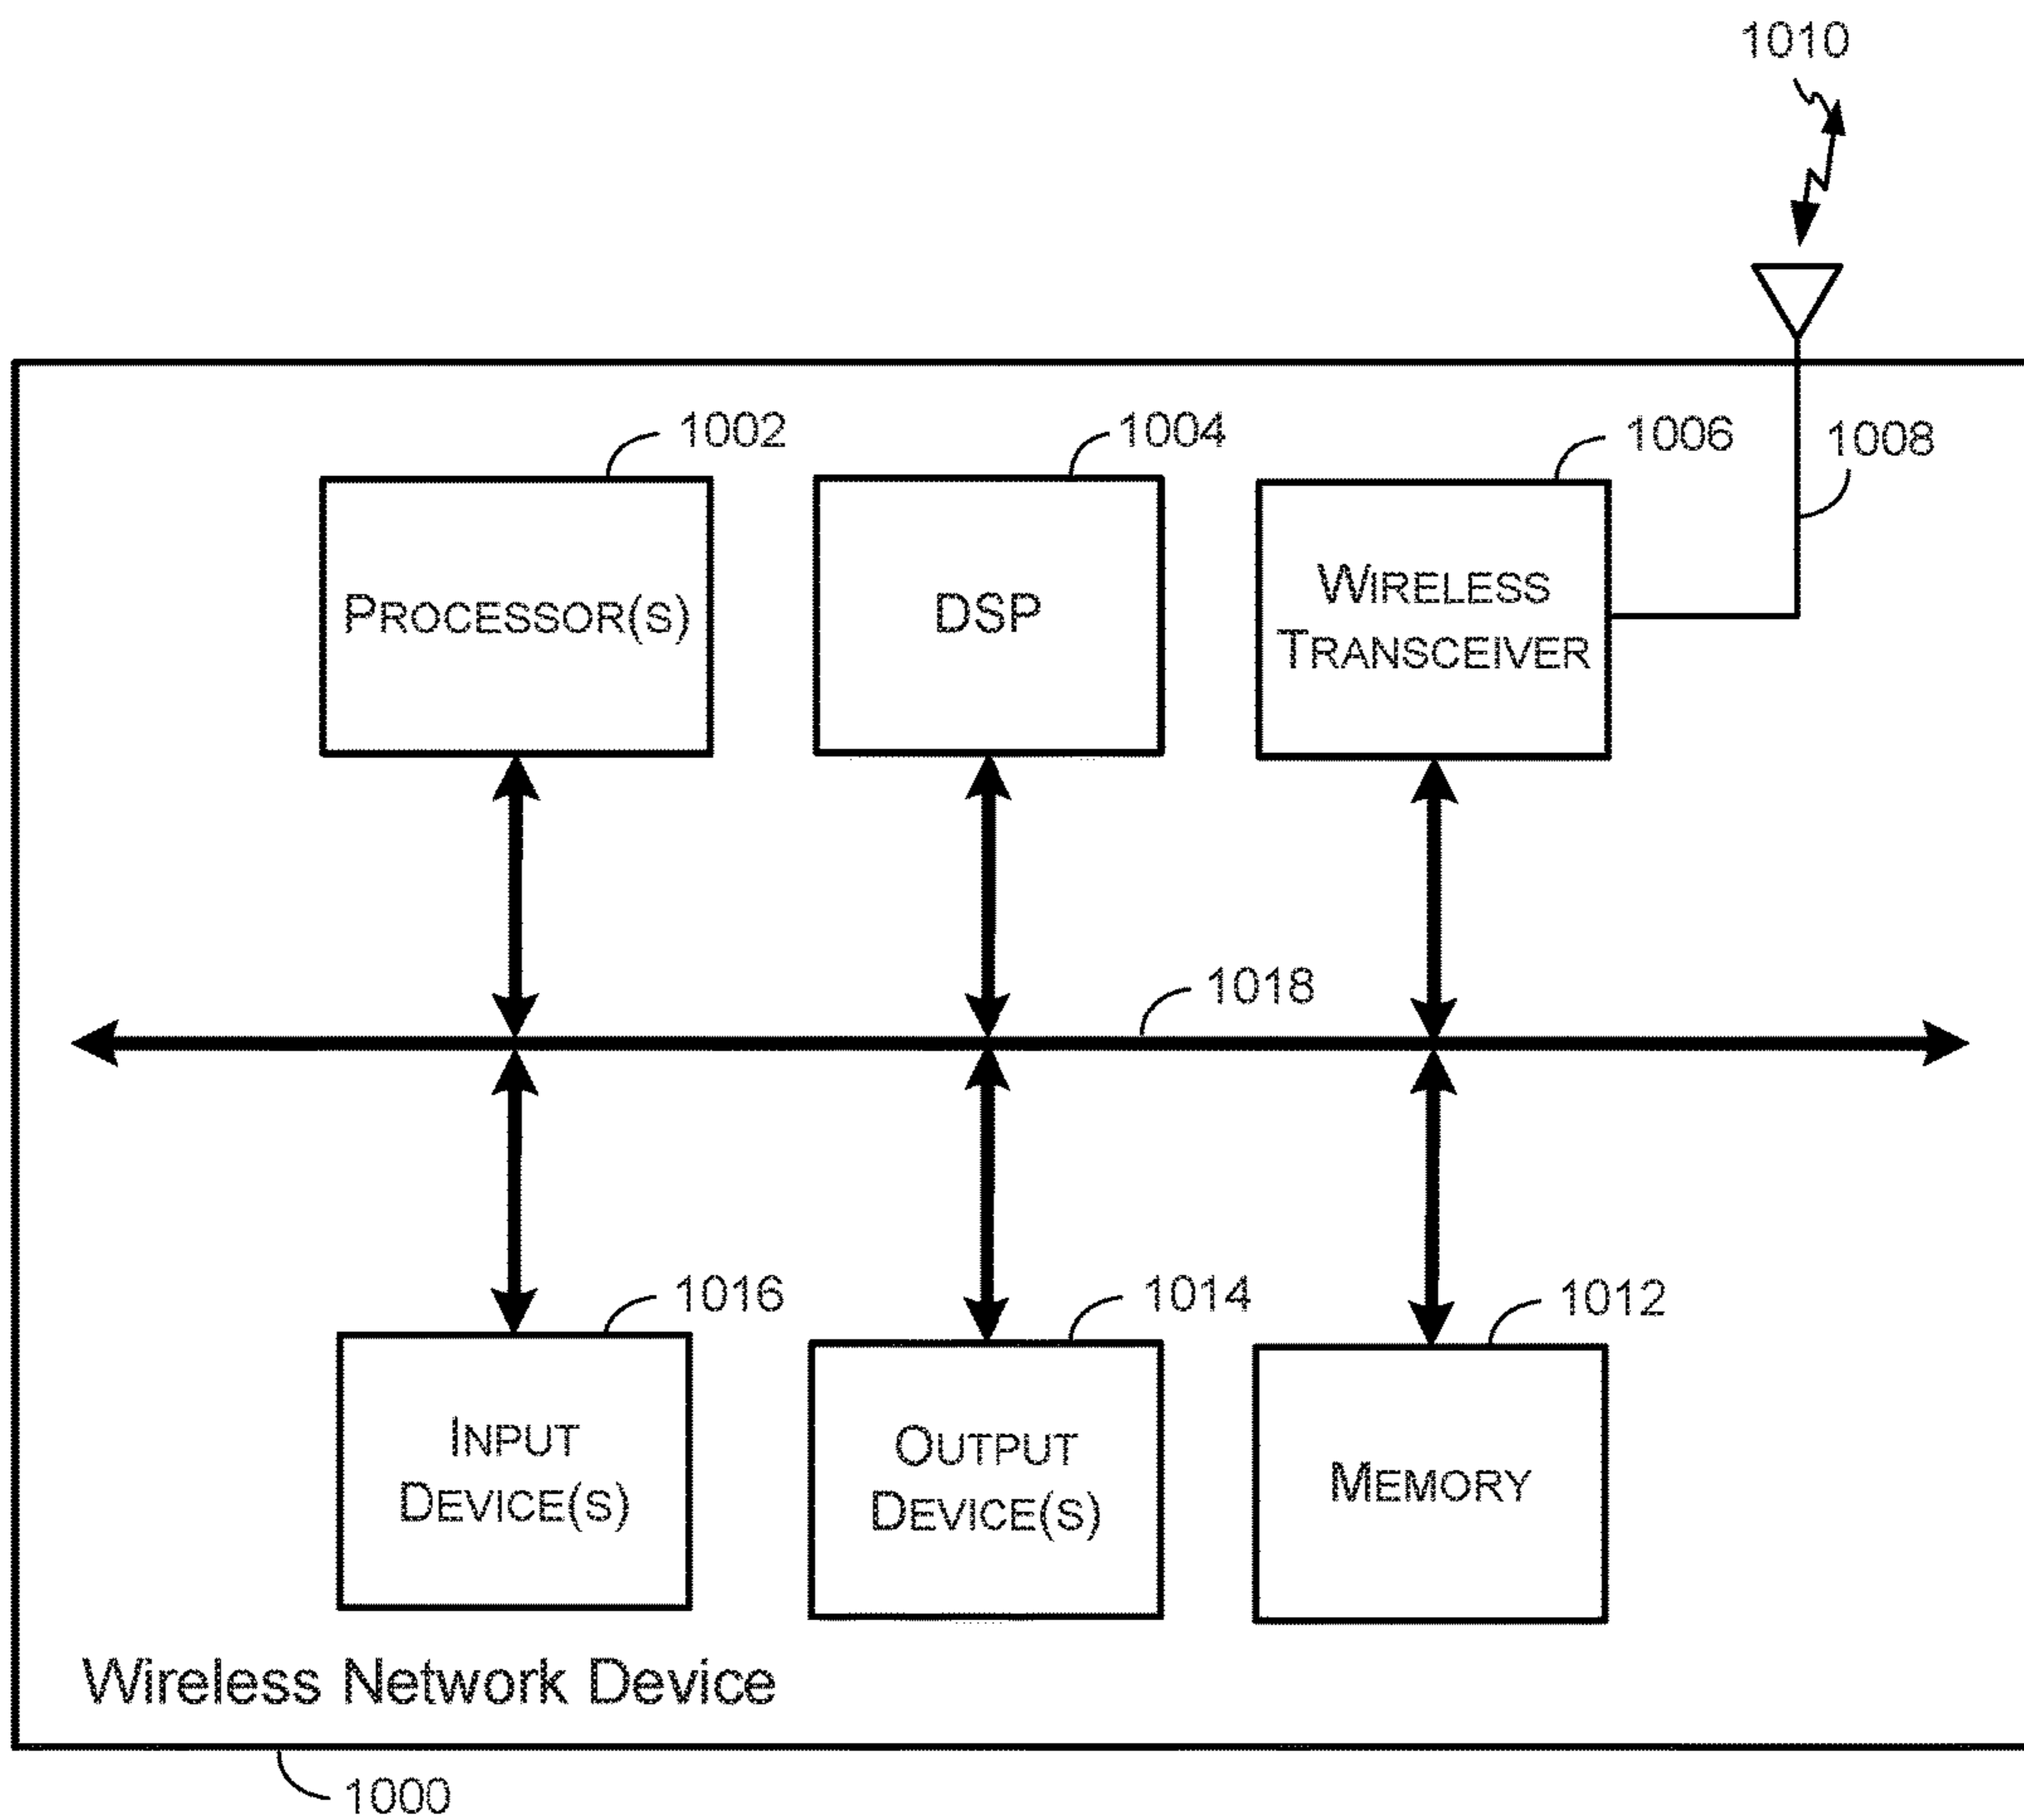 1010
1002
1004
1006
1008
PROCESSOR(S)
DSP
WIRELESS
TRANSCEIVER
1018
1016
1014
1012
INPUT
DEVICE(S)
OUTPUT
DEVICE(S)
MEMORY
Wireless Network Device
1000